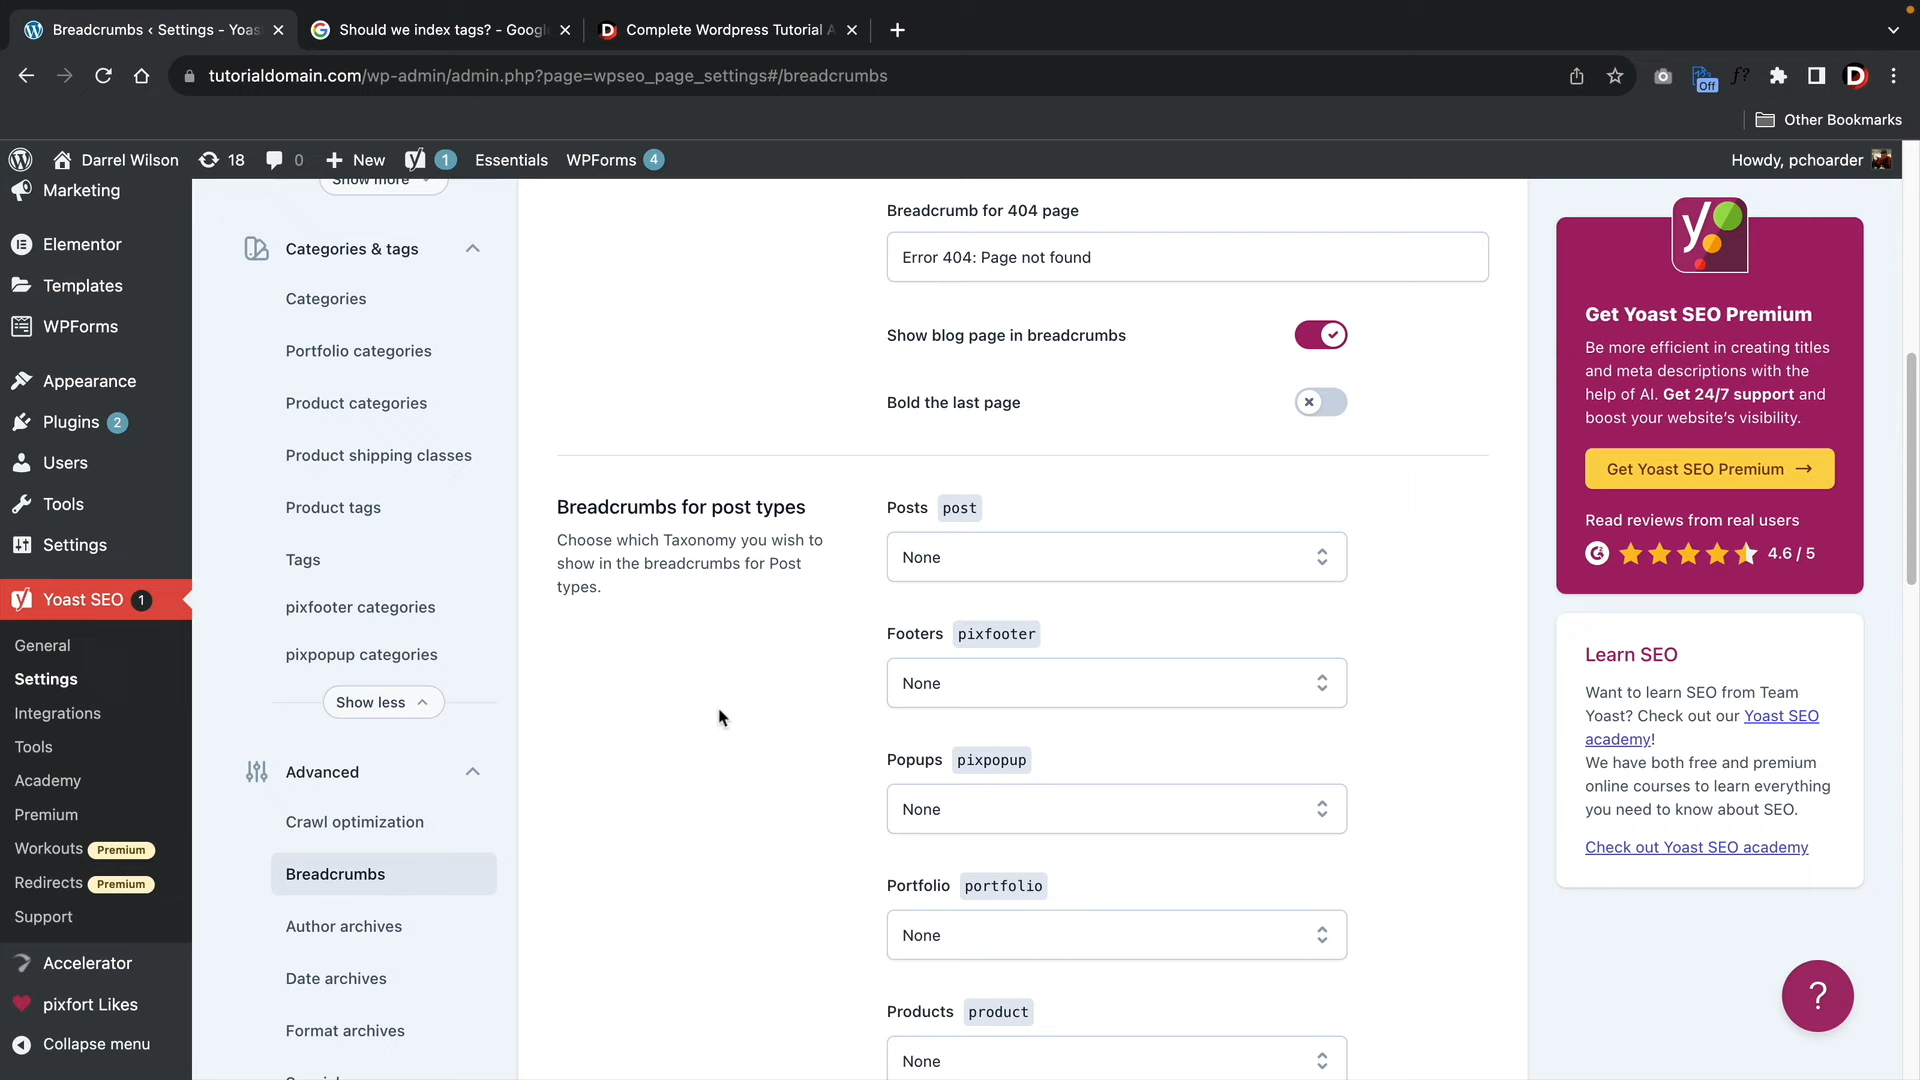 Breadcrumbs ‹ Settings - Yoas
Should we index tags? - Googl
Complete Wordpress Tutorial A
tutorialdomain.com/wp-admin/admin.php?page=wpseo_page_settings#/breadcrumbs
Off
f?
D
Other Bookmarks
Darrel Wilson
18
0
New
1
Essentials
WPForms
4
Howdy, pchoarder
Marketing
Elementor
Templates
WPForms
Appearance
Plugins 2
Users
Tools
Settings
Yoast SEO 1
General
Settings
Integrations
Tools
Academy
Premium
Workouts Premium
Redirects Premium
Support
Accelerator
pixfort Likes
Collapse menu
Show more
Categories & tags
Categories
Portfolio categories
Product categories
Product shipping classes
Product tags
Tags
pixfooter categories
pixpopup categories
Show less
Advanced
Crawl optimization
Breadcrumbs
Author archives
Date archives
Format archives
Breadcrumb for 404 page
Error 404: Page not found
Show blog page in breadcrumbs
Bold the last page
Breadcrumbs for post types
Choose which Taxonomy you wish to
show in the breadcrumbs for Post
types.
Posts post
None
Footers pixfooter
None
Popups pixpopup
None
Portfolio portfolio
None
Products product
None
Get Yoast SEO Premium
Be more efficient in creating titles
and meta descriptions with the
help of AI. Get 24/7 support and
boost your website's visibility.
Get Yoast SEO Premium →
Read reviews from real users
4.6 / 5
Learn SEO
Want to learn SEO from Team
Yoast? Check out our Yoast SEO
academy!
We have both free and premium
online courses to learn everything
you need to know about SEO.
Check out Yoast SEO academy
?